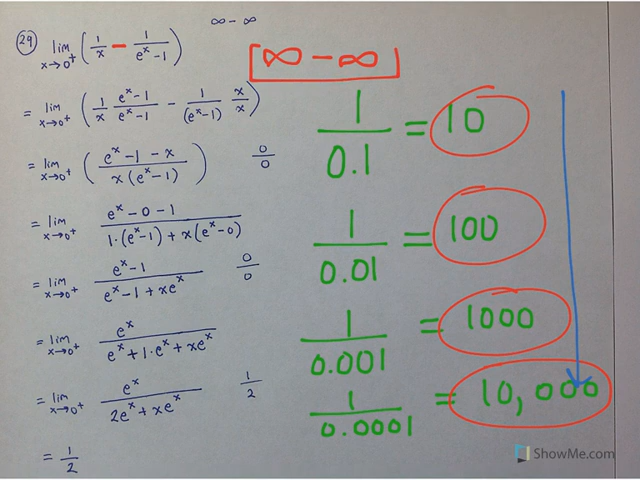 29 lim x→0⁺ (1/x − 1/(eˣ−1)) ∞ − ∞
= lim x→0⁺ (1/x (eˣ−1)/(eˣ−1) − 1/(eˣ−1) x/x)
= lim x→0⁺ ((eˣ−1−x)/(x(eˣ−1))) 0/0
= lim x→0⁺ (eˣ−0−1)/(1·(eˣ−1)+x(eˣ−0))
= lim x→0⁺ (eˣ−1)/(eˣ−1+xeˣ) 0/0
= lim x→0⁺ eˣ/(eˣ+1·eˣ+xeˣ)
= lim x→0⁺ eˣ/(2eˣ+xeˣ) 1/2
= 1/2
[∞ − ∞]
1/0.1 = 10
1/0.01 = 100
1/0.001 = 1000
1/0.0001 = 10,000
ShowMe.com